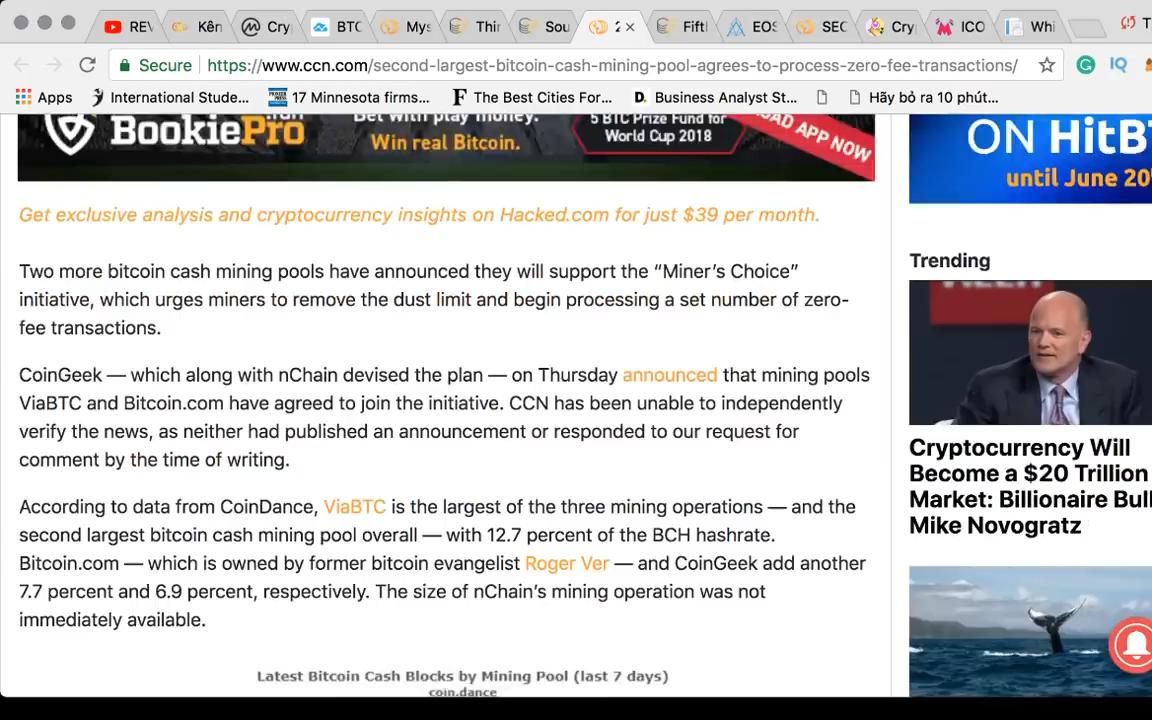 REV
Kên
Cry
BTC
Mys
Thir
Sou
2
Fiftl
EOS
SEC
Cry
ICO
Whi
Secure
https://www.ccn.com/second-largest-bitcoin-cash-mining-pool-agrees-to-process-zero-fee-transactions/
Apps
International Stude...
17 Minnesota firms...
The Best Cities For...
Business Analyst St...
Hãy bỏ ra 10 phút...
BookiePro
Bet with play money.
Win real Bitcoin.
5 BTC Prize Fund for
World Cup 2018
APP NOW
ON HitB
until June 20
Get exclusive analysis and cryptocurrency insights on Hacked.com for just $39 per month.
Two more bitcoin cash mining pools have announced they will support the “Miner’s Choice”
initiative, which urges miners to remove the dust limit and begin processing a set number of zero-
fee transactions.
CoinGeek — which along with nChain devised the plan — on Thursday announced that mining pools
ViaBTC and Bitcoin.com have agreed to join the initiative. CCN has been unable to independently
verify the news, as neither had published an announcement or responded to our request for
comment by the time of writing.
According to data from CoinDance, ViaBTC is the largest of the three mining operations — and the
second largest bitcoin cash mining pool overall — with 12.7 percent of the BCH hashrate.
Bitcoin.com — which is owned by former bitcoin evangelist Roger Ver — and CoinGeek add another
7.7 percent and 6.9 percent, respectively. The size of nChain’s mining operation was not
immediately available.
Latest Bitcoin Cash Blocks by Mining Pool (last 7 days)
coin.dance
Trending
Cryptocurrency Will
Become a $20 Trillion
Market: Billionaire Bull
Mike Novogratz